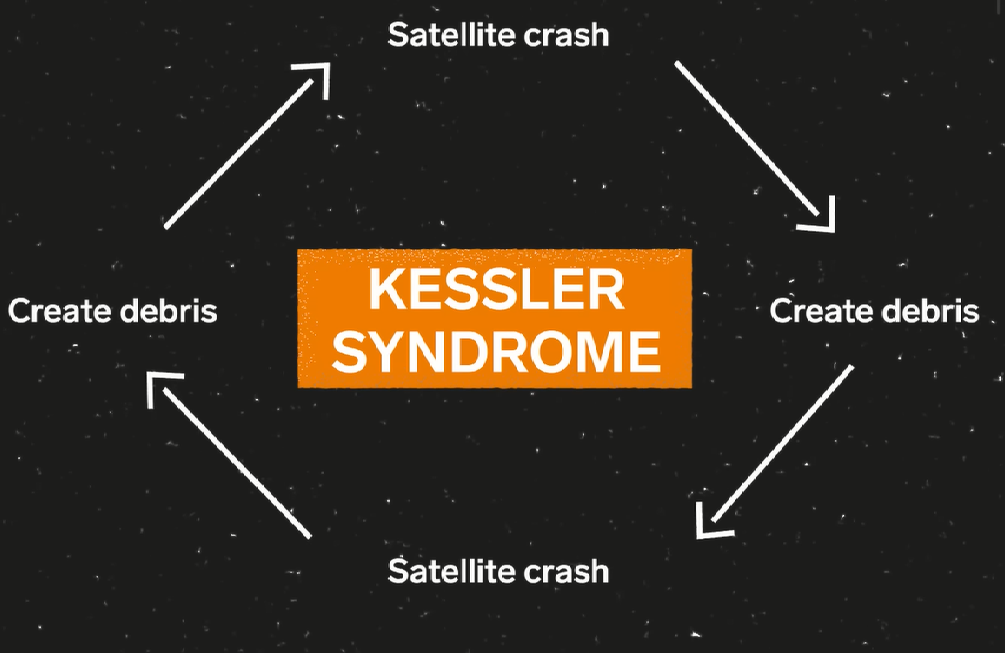 Satellite crash
KESSLER
SYNDROME
Create debris
Create debris
Satellite crash